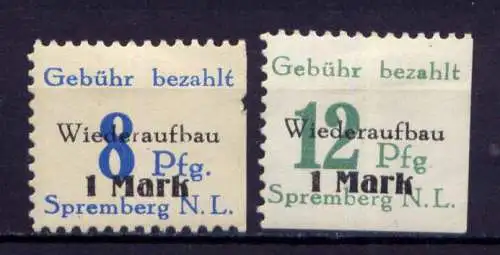 Gebühr bezahlt
Wiederaufbau
8 Pfg.
1 Mark
Spremberg N.L.
Gebühr bezahlt
Wiederaufbau
12 Pfg
1 Mark
Spremberg N.L.